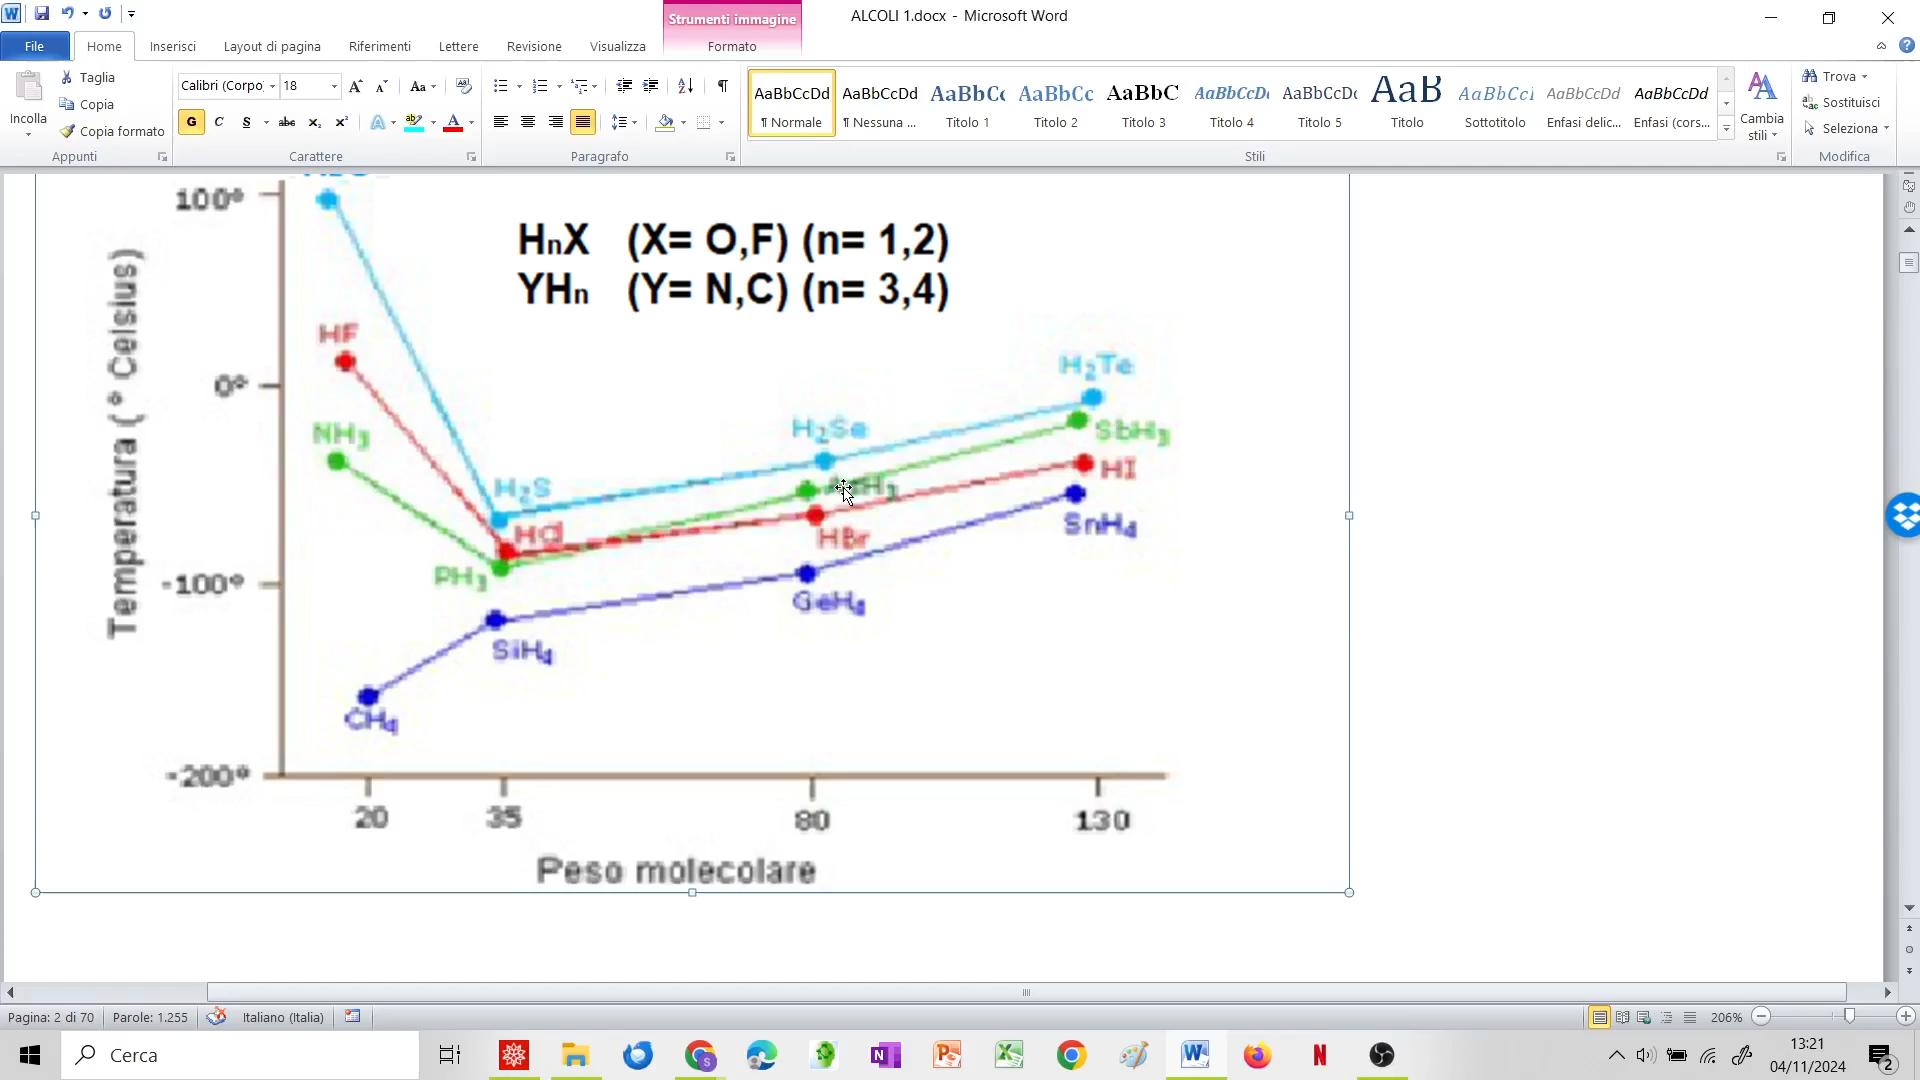 ALCOLI 1.docx - Microsoft Word
Strumenti immagine
File Home Inserisci Layout di pagina Riferimenti Lettere Revisione Visualizza Formato
Incolla
Taglia
Copia
Copia formato
Appunti
Calibri (Corpo 18
Carattere
Paragrafo
AaBbCcDd AaBbCcDd AaBbC AaBbCc AaBbC AaBbCcD AaBbCcD AaB AaBbCcI AaBbCcDd AaBbCcDd
¶ Normale ¶ Nessuna ... Titolo 1 Titolo 2 Titolo 3 Titolo 4 Titolo 5 Titolo Sottotitolo Enfasi delic... Enfasi (cors...
Stili
Cambia
stili
Trova
Sostituisci
Seleziona
Modifica
Temperatura (° Celsius)
100°
0°
-100°
-200°
HnX (X= O,F) (n= 1,2)
YHn (Y= N,C) (n= 3,4)
HF
NH3
H2Te
H2Se
SbH3
HI
H2S
HCl
HBr
SnH4
PH3
GeH4
SiH4
CH4
20 35 80 130
Peso molecolare
Pagina: 2 di 70 Parole: 1.255 Italiano (Italia) 206%
Cerca
13:21
04/11/2024
2